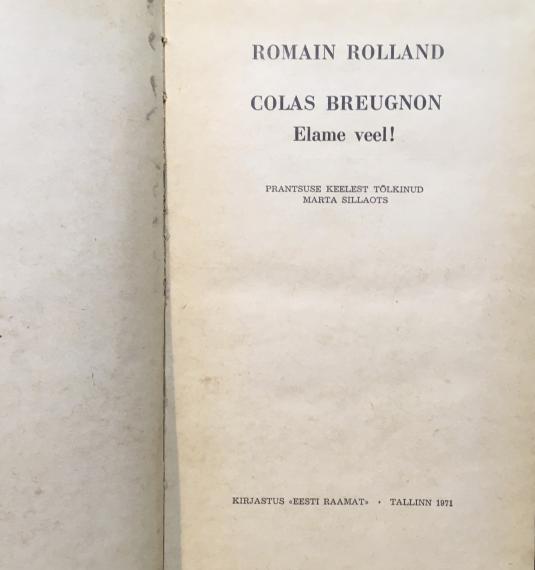 ROMAIN ROLLAND
COLAS BREUGNON
Elame veel!
PRANTSUSE KEELEST TÕLKINUD
MARTA SILLAOTS
KIRJASTUS «EESTI RAAMAT» • TALLINN 1971